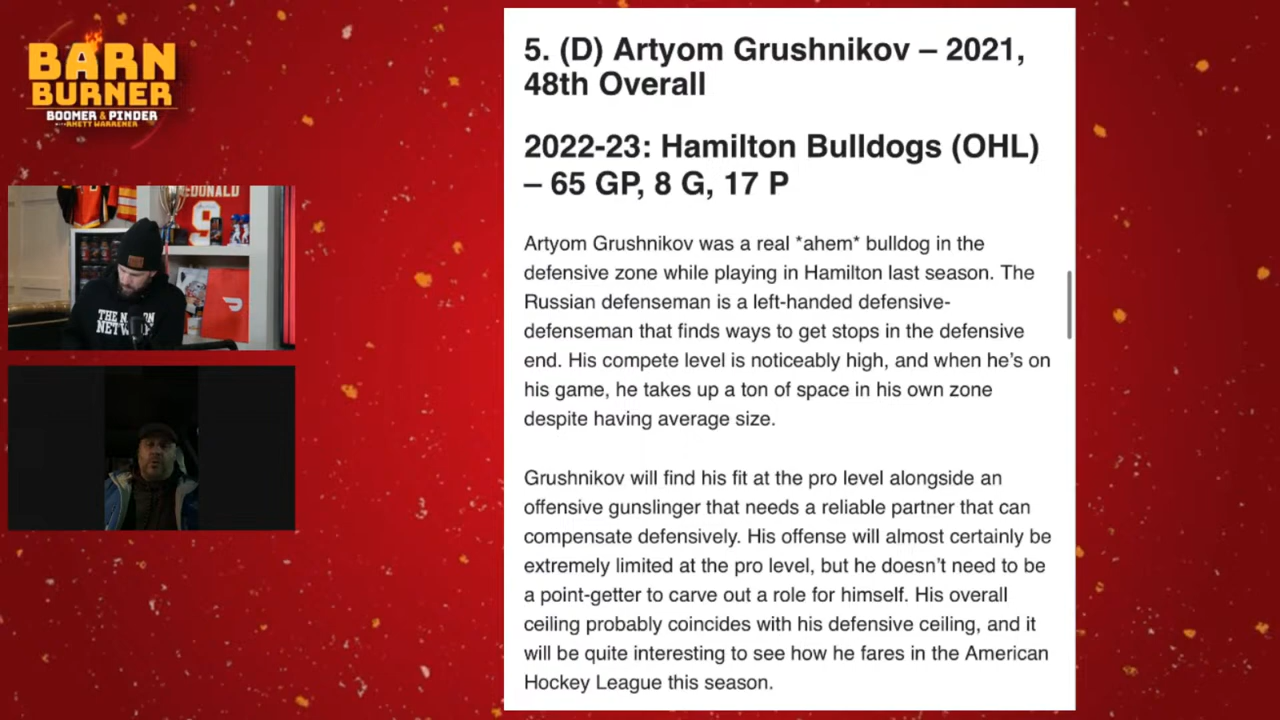 BARN
BURNER
BOOMER & PINDER
WITH RHETT WARRENER
McDONALD
9
THE NATION
NETWORK
5. (D) Artyom Grushnikov – 2021,
48th Overall
2022-23: Hamilton Bulldogs (OHL)
– 65 GP, 8 G, 17 P
Artyom Grushnikov was a real *ahem* bulldog in the
defensive zone while playing in Hamilton last season. The
Russian defenseman is a left-handed defensive-
defenseman that finds ways to get stops in the defensive
end. His compete level is noticeably high, and when he’s on
his game, he takes up a ton of space in his own zone
despite having average size.
Grushnikov will find his fit at the pro level alongside an
offensive gunslinger that needs a reliable partner that can
compensate defensively. His offense will almost certainly be
extremely limited at the pro level, but he doesn’t need to be
a point-getter to carve out a role for himself. His overall
ceiling probably coincides with his defensive ceiling, and it
will be quite interesting to see how he fares in the American
Hockey League this season.